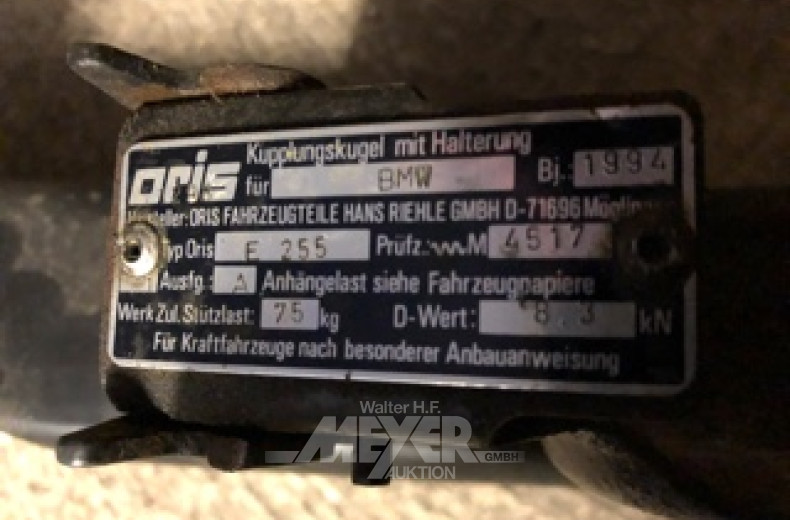 oris Kupplungskugel mit Halterung
für BMW Bj.: 1994
Hersteller: ORIS FAHRZEUGTEILE HANS RIEHLE GMBH D-71696
Typ Oris E 255 Prüfz.: M 4517
Ausfg.: A Anhängelast siehe Fahrzeugpapiere
Werk Zul. Stützlast: 75 kg D-Wert: 8.3 kN
Für Kraftfahrzeuge nach besonderer Anbauanweisung
Walter H.F.
MEYER
AUKTION GMBH